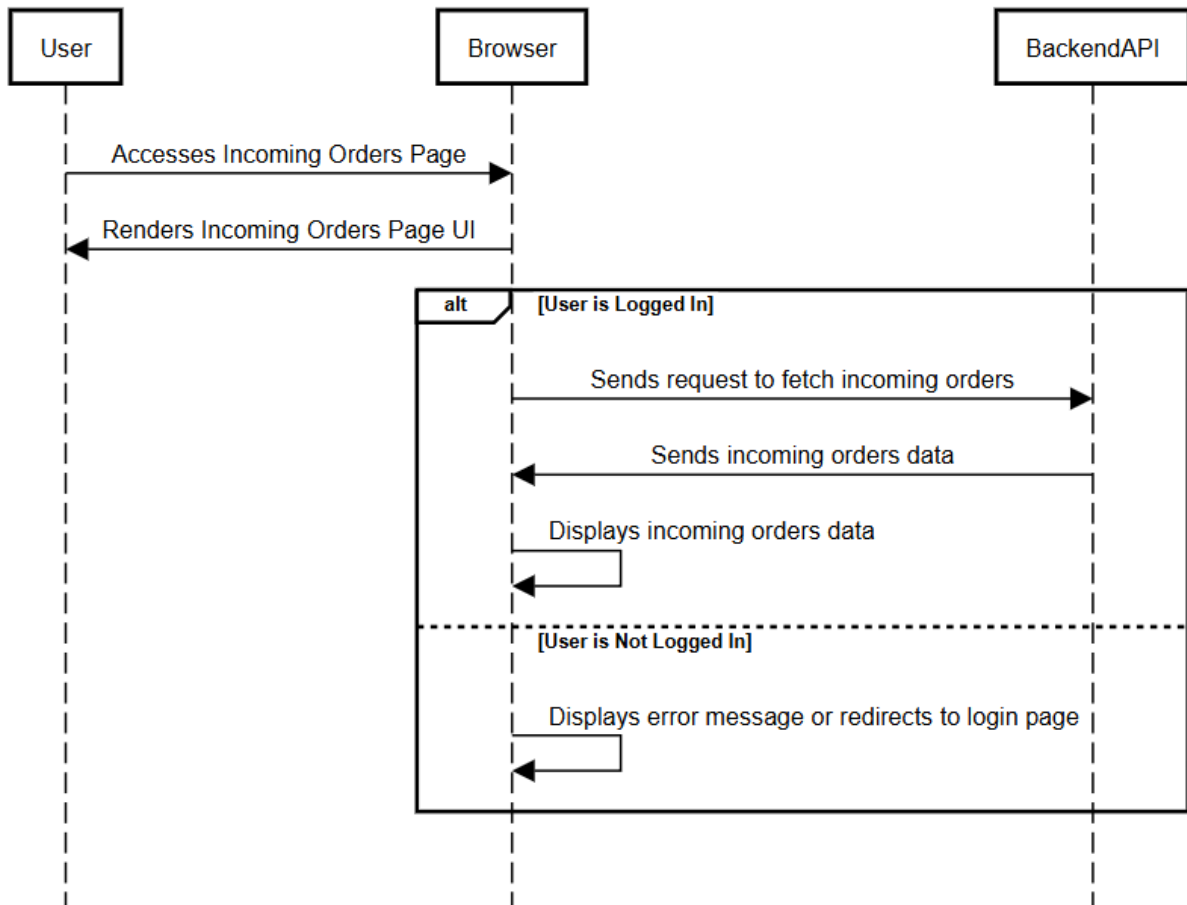 User
Browser
BackendAPI
Accesses Incoming Orders Page
Renders Incoming Orders Page UI
alt
[User is Logged In]
Sends request to fetch incoming orders
Sends incoming orders data
Displays incoming orders data
[User is Not Logged In]
Displays error message or redirects to login page